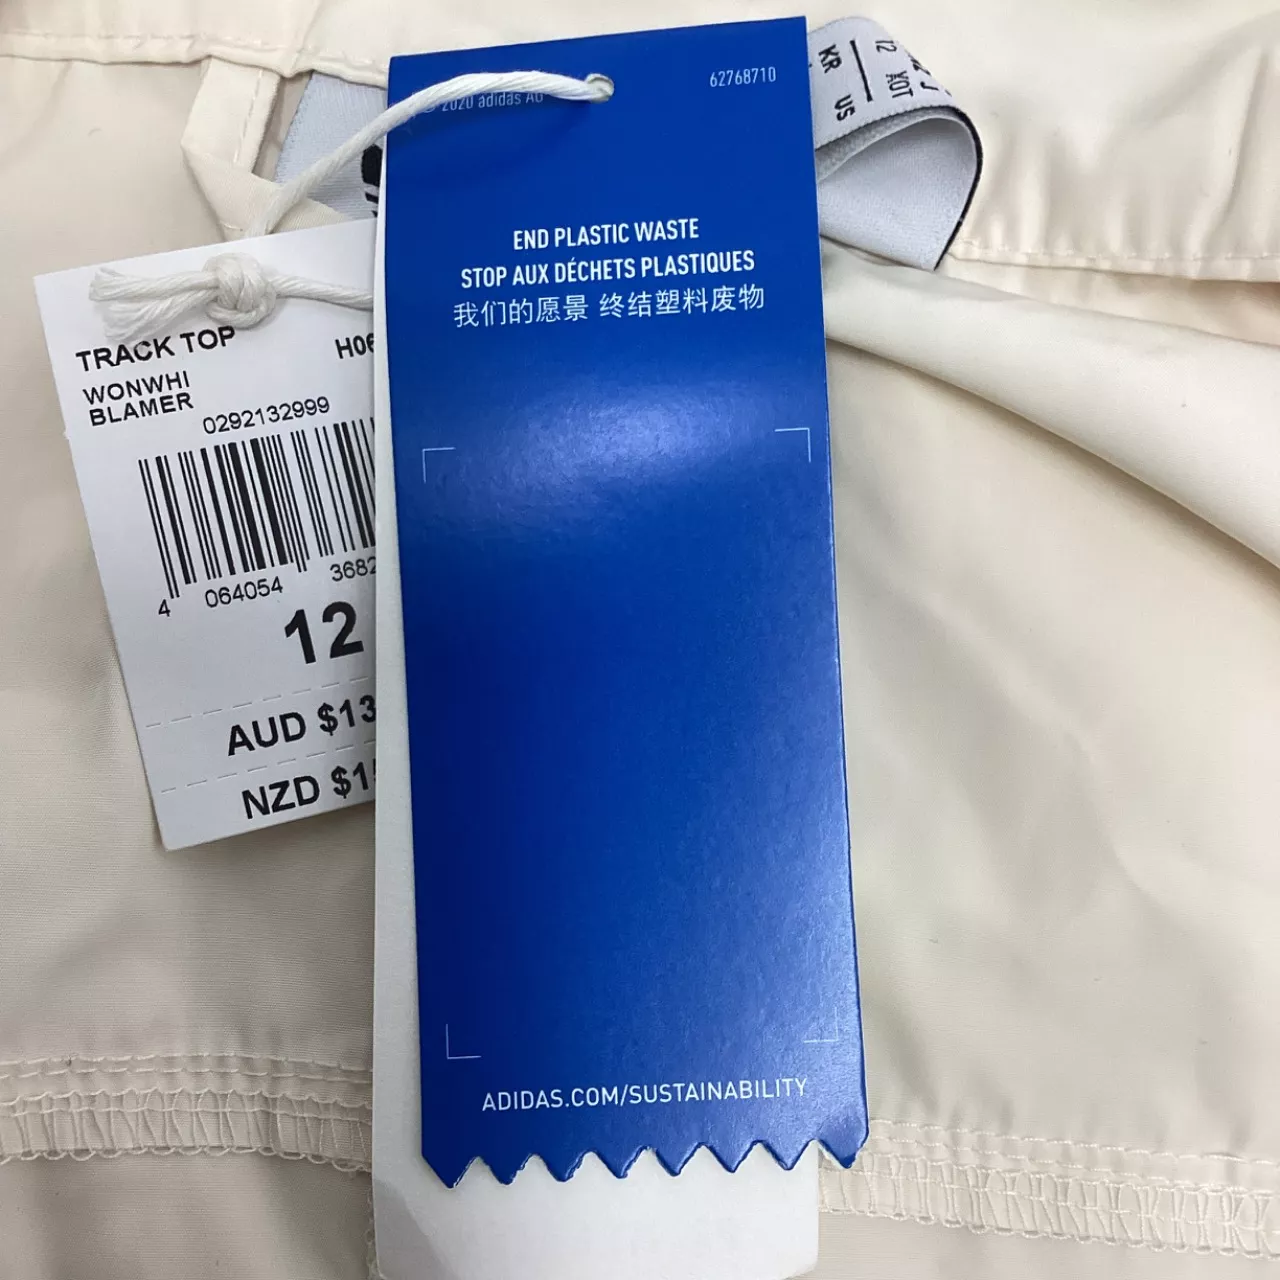 © 2020 adidas AG
62768710
END PLASTIC WASTE
STOP AUX DÉCHETS PLASTIQUES
我们的愿景 终结塑料废物
ADIDAS.COM/SUSTAINABILITY
TRACK TOP
WONWHI
BLAMER
0292132999
4 064054
12
AUD
NZD
KR US
12